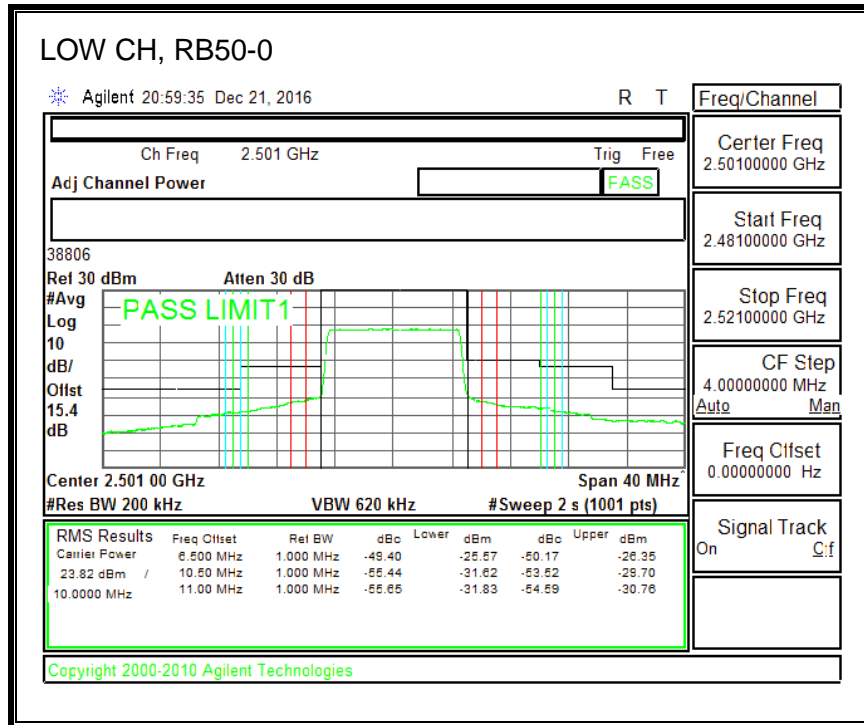 LOW CH, RB50-0
Agilent 20:59:35 Dec 21, 2016 R T
Freq/Channel
Ch Freq 2.501 GHz Trig Free
Adj Channel Power FASS
Center Freq
2.50100000 GHz
Start Freq
2.48100000 GHz
Stop Freq
2.52100000 GHz
CF Step
4.00000000 MHz
Auto Man
Freq Offset
0.00000000 Hz
Signal Track
On Off
38806
Ref 30 dBm Atten 30 dB
#Avg
Log
10
dB/
Offst
15.4
dB
PASS LIMIT1
Center 2.501 00 GHz Span 40 MHz
#Res BW 200 kHz VBW 620 kHz #Sweep 2 s (1001 pts)
RMS Results Freq Offset Ref BW dBc Lower dBm dBc Upper dBm
Carrier Power 6.500 MHz 1.000 MHz -49.40 -25.57 -50.17 -26.35
23.82 dBm / 10.50 MHz 1.000 MHz -55.44 -31.62 -53.52 -29.70
10.0000 MHz 11.00 MHz 1.000 MHz -55.65 -31.83 -54.59 -30.76
Copyright 2000-2010 Agilent Technologies